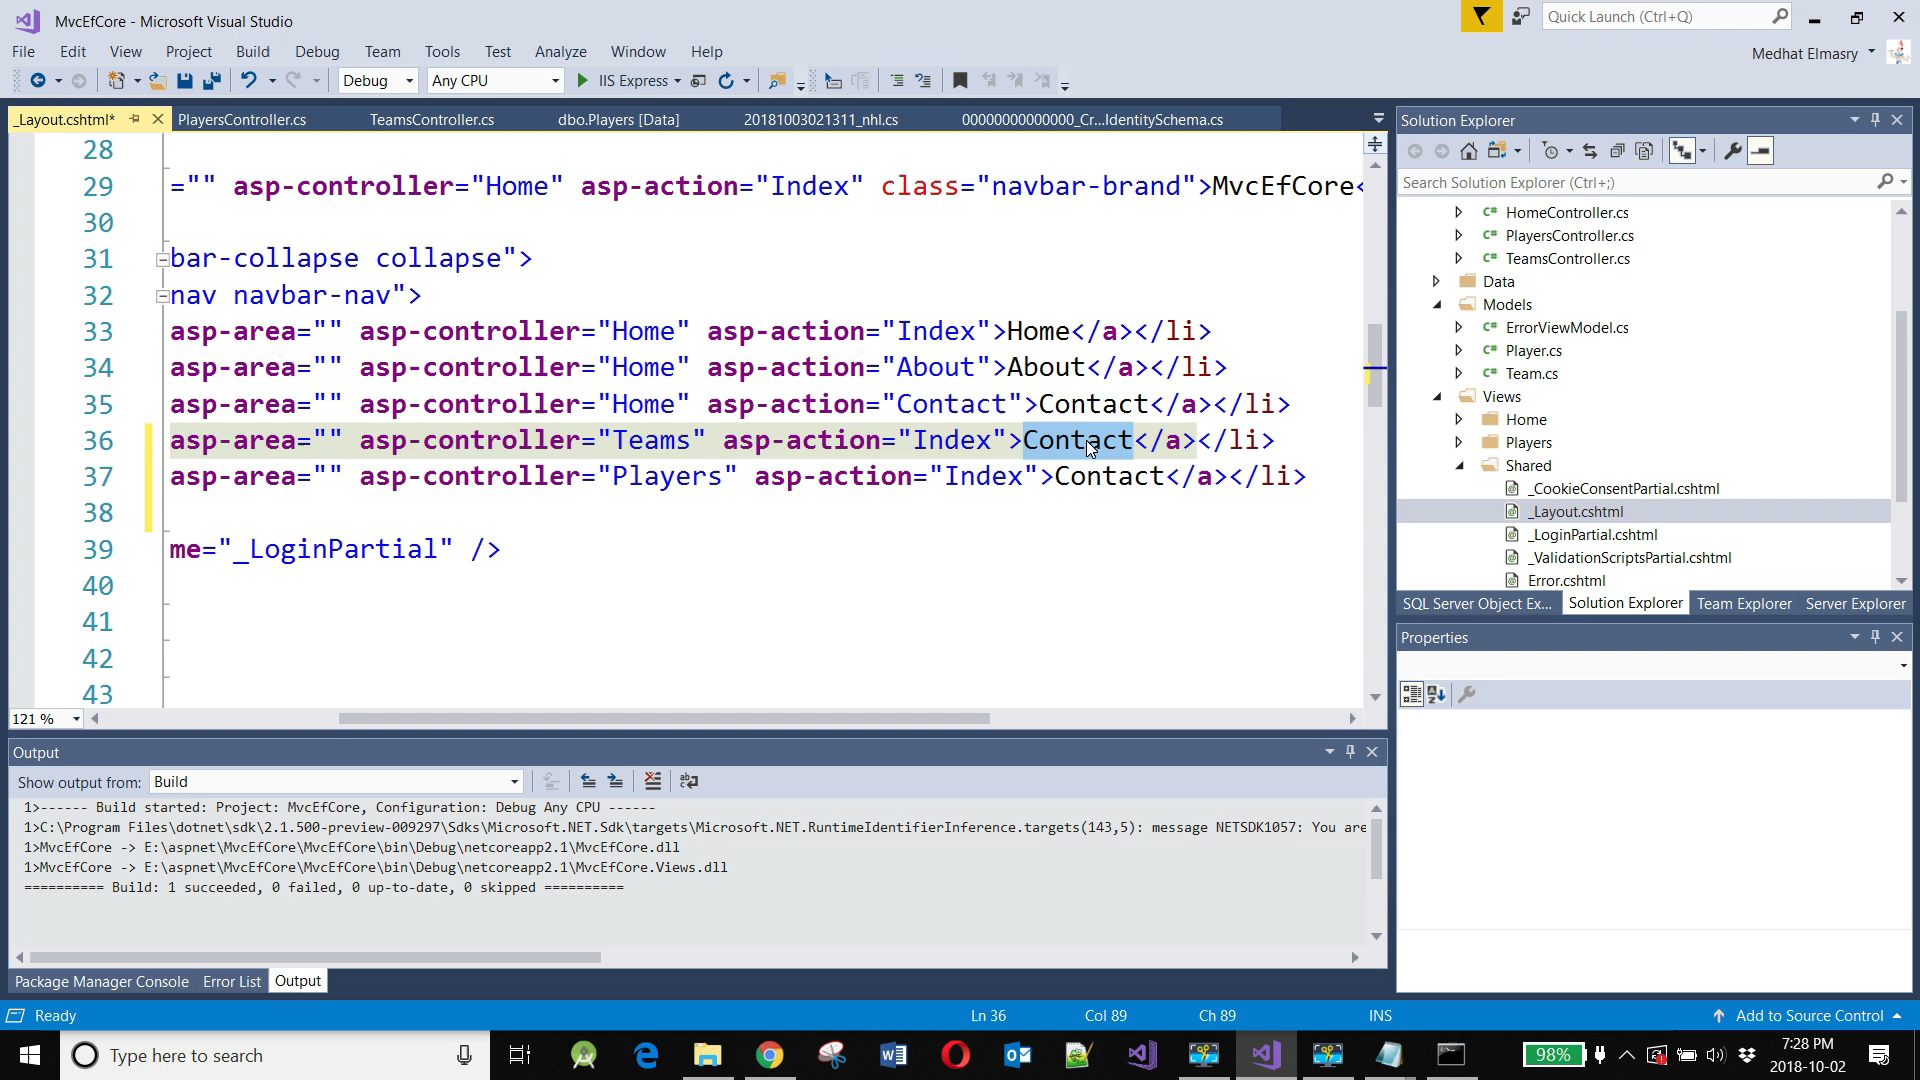 MvcEfCore - Microsoft Visual Studio
Quick Launch (Ctrl+Q)
File Edit View Project Build Debug Team Tools Test Analyze Window Help
Medhat Elmasry
Debug Any CPU IIS Express
_Layout.cshtml* PlayersController.cs TeamsController.cs dbo.Players [Data] 20181003021311_nhl.cs 00000000000000_Cr...IdentitySchema.cs
28
29 ="" asp-controller="Home" asp-action="Index" class="navbar-brand">MvcEfCore<
30
31 bar-collapse collapse">
32 nav navbar-nav">
33 asp-area="" asp-controller="Home" asp-action="Index">Home</a></li>
34 asp-area="" asp-controller="Home" asp-action="About">About</a></li>
35 asp-area="" asp-controller="Home" asp-action="Contact">Contact</a></li>
36 asp-area="" asp-controller="Teams" asp-action="Index">Contact</a></li>
37 asp-area="" asp-controller="Players" asp-action="Index">Contact</a></li>
38
39 me="_LoginPartial" />
40
41
42
43
121 %
Solution Explorer
Search Solution Explorer (Ctrl+;)
C# HomeController.cs
C# PlayersController.cs
C# TeamsController.cs
Data
Models
C# ErrorViewModel.cs
C# Player.cs
C# Team.cs
Views
Home
Players
Shared
_CookieConsentPartial.cshtml
_Layout.cshtml
_LoginPartial.cshtml
_ValidationScriptsPartial.cshtml
Error.cshtml
SQL Server Object Ex... Solution Explorer Team Explorer Server Explorer
Properties
Output
Show output from: Build
1>------ Build started: Project: MvcEfCore, Configuration: Debug Any CPU ------
1>C:\Program Files\dotnet\sdk\2.1.500-preview-009297\Sdks\Microsoft.NET.Sdk\targets\Microsoft.NET.RuntimeIdentifierInference.targets(143,5): message NETSDK1057: You are
1>MvcEfCore -> E:\aspnet\MvcEfCore\MvcEfCore\bin\Debug\netcoreapp2.1\MvcEfCore.dll
1>MvcEfCore -> E:\aspnet\MvcEfCore\MvcEfCore\bin\Debug\netcoreapp2.1\MvcEfCore.Views.dll
========== Build: 1 succeeded, 0 failed, 0 up-to-date, 0 skipped ==========
Package Manager Console Error List Output
Ready Ln 36 Col 89 Ch 89 INS Add to Source Control
Type here to search
98%
7:28 PM
2018-10-02